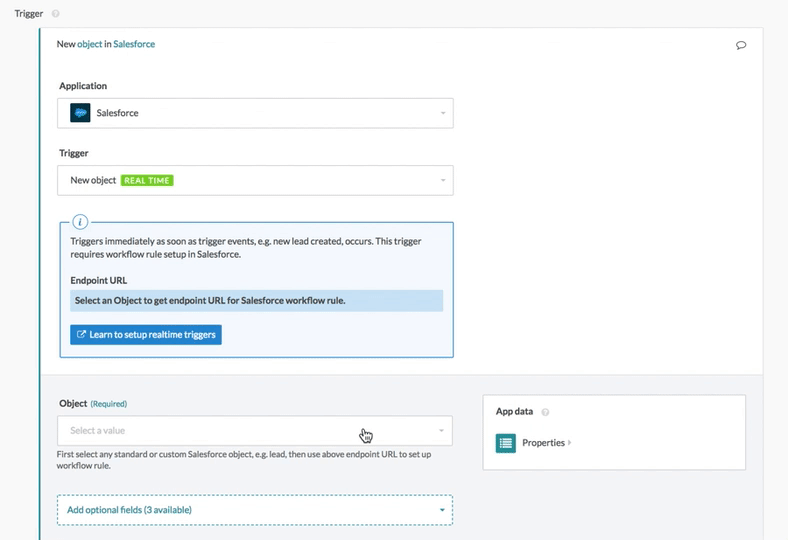 Trigger
New object in Salesforce
Application
Salesforce
Trigger
New object REAL TIME
Triggers immediately as soon as trigger events, e.g. new lead created, occurs. This trigger
requires workflow rule setup in Salesforce.
Endpoint URL
Select an Object to get endpoint URL for Salesforce workflow rule.
Learn to setup realtime triggers
Object (Required)
Select a value
First select any standard or custom Salesforce object, e.g. lead, then use above endpoint URL to set up
workflow rule.
Add optional fields (3 available)
App data
Properties